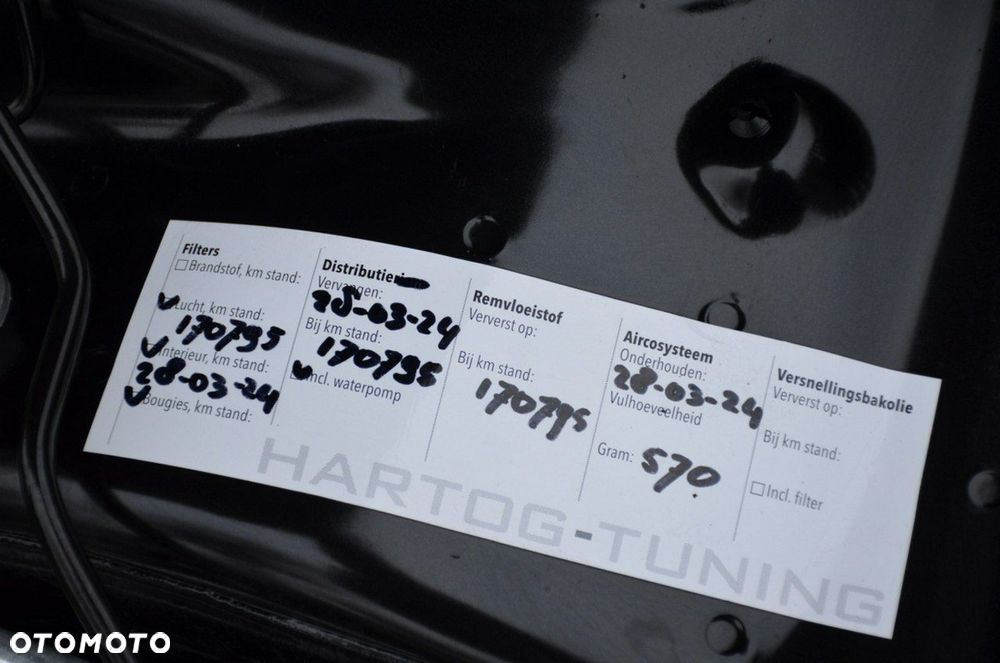 Filters
Brandstof, km stand:
Lucht, km stand:
170795
Interieur, km stand:
28-03-24
Bougies, km stand:
Distributieriem
Vervangen:
28-03-24
Bij km stand:
170795
Incl. waterpomp
Remvloeistof
Ververst op:
Bij km stand:
170795
Aircosysteem
Onderhouden:
28-03-24
Vulhoeveelheid
Gram: 570
Versnellingsbakolie
Ververst op:
Bij km stand:
Incl. filter
HARTOG-TUNING
OTOMOTO